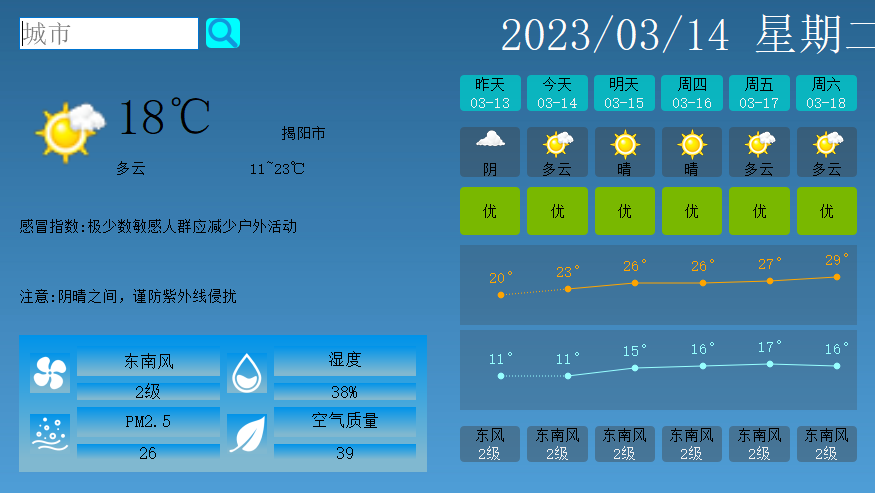 城市
2023/03/14 星期二
18℃
揭阳市
多云
11~23℃
感冒指数:极少数敏感人群应减少户外活动
注意:阴晴之间，谨防紫外线侵扰
东南风
2级
湿度
38%
PM2.5
26
空气质量
39
昨天 今天 明天 周四 周五 周六
03-13 03-14 03-15 03-16 03-17 03-18
阴 多云 晴 晴 多云 多云
优 优 优 优 优 优
20° 23° 26° 26° 27° 29°
11° 11° 15° 16° 17° 16°
东风 东南风 东南风 东南风 东南风 东南风
2级 2级 2级 2级 2级 2级